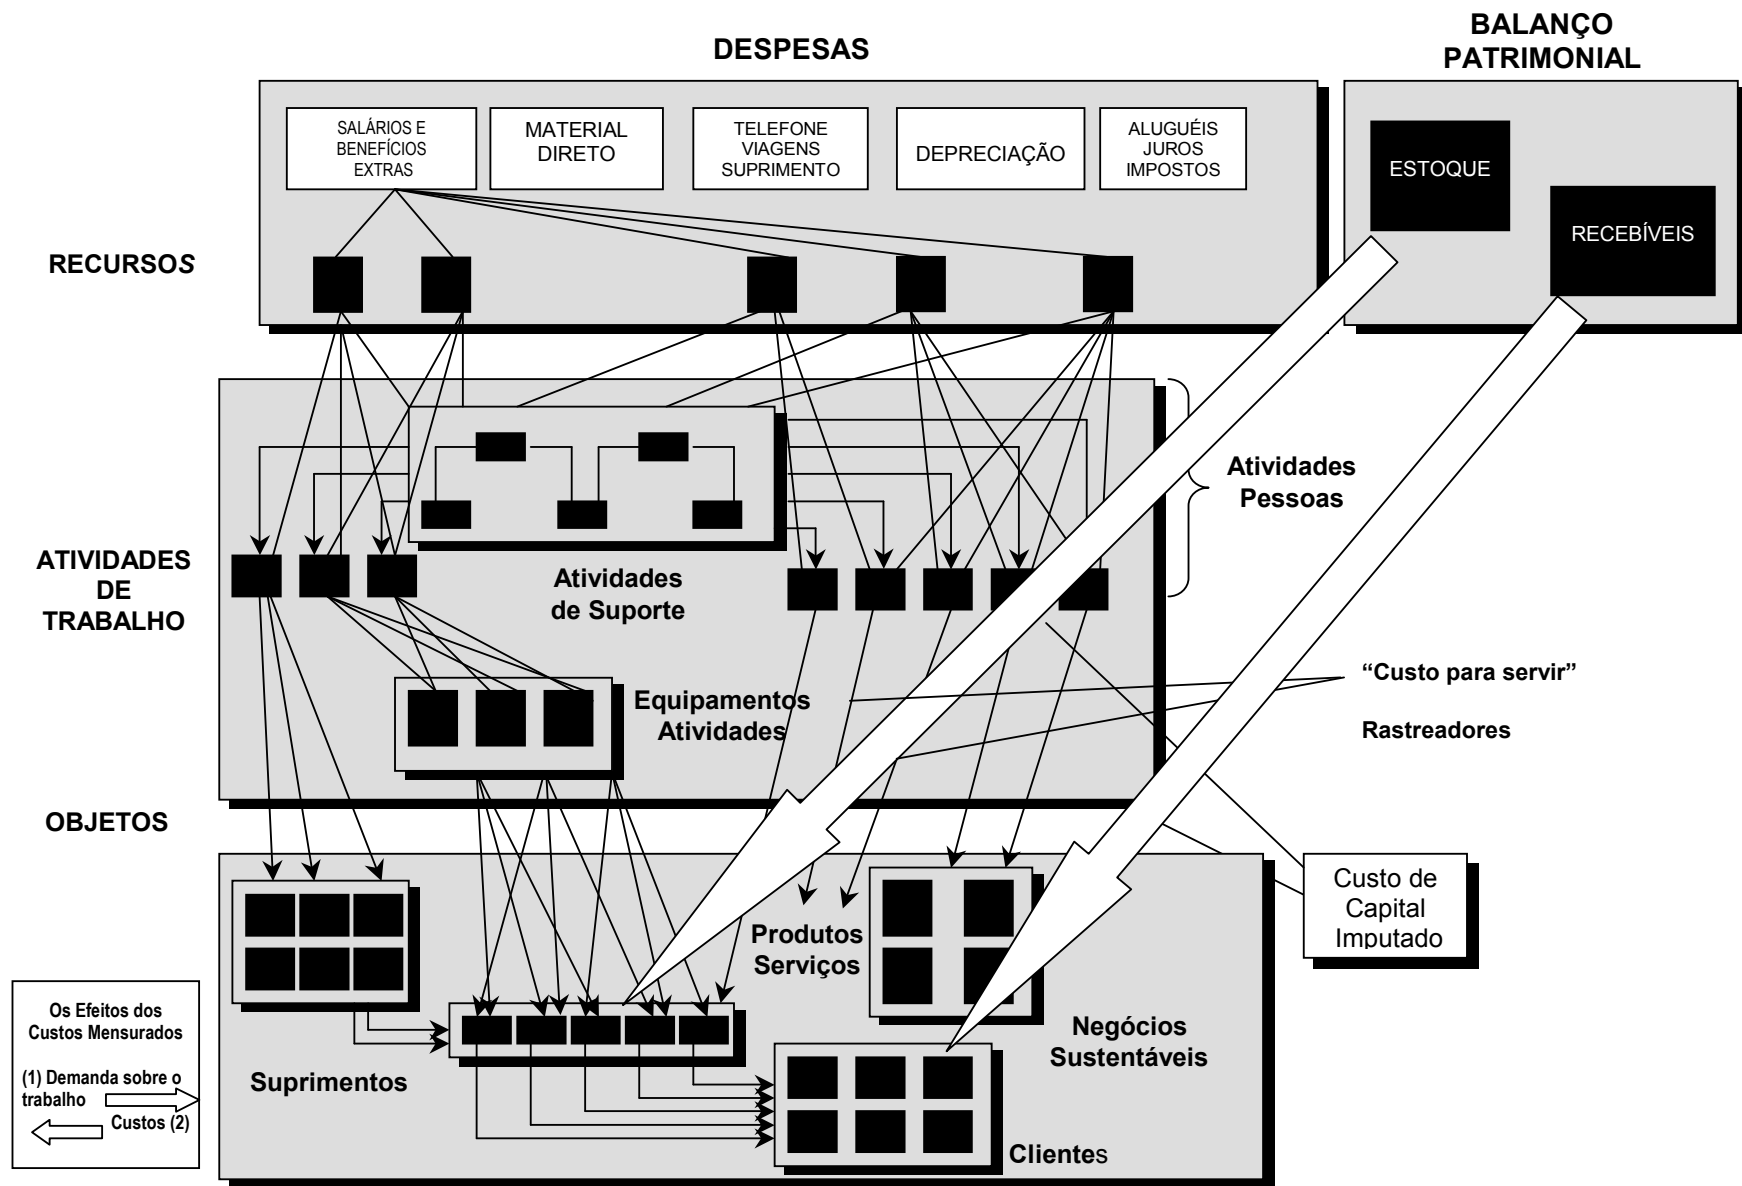 DESPESAS
BALANÇO
PATRIMONIAL
SALÁRIOS E
BENEFÍCIOS
EXTRAS
MATERIAL
DIRETO
TELEFONE
VIAGENS
SUPRIMENTO
DEPRECIAÇÃO
ALUGUÉIS
JUROS
IMPOSTOS
ESTOQUE
RECEBÍVEIS
RECURSOS
Atividades
Pessoas
ATIVIDADES
DE
TRABALHO
Atividades
de Suporte
Equipamentos
Atividades
“Custo para servir”
Rastreadores
OBJETOS
Custo de
Capital
Imputado
Produtos
Serviços
Negócios
Sustentáveis
Suprimentos
Clientes
Os Efeitos dos
Custos Mensurados
(1) Demanda sobre o
trabalho
Custos (2)